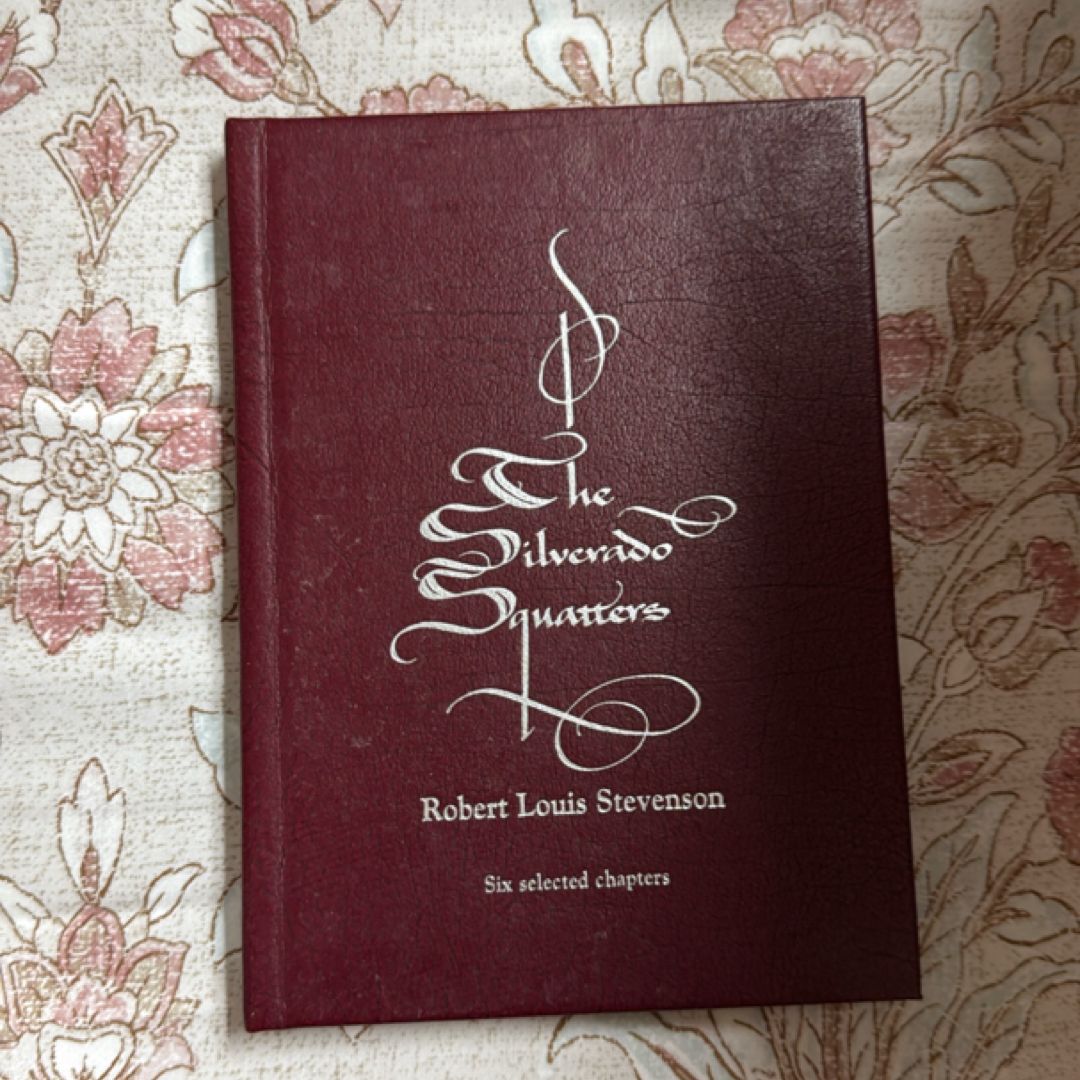 The
Silverado
Squatters
Robert Louis Stevenson
Six selected chapters